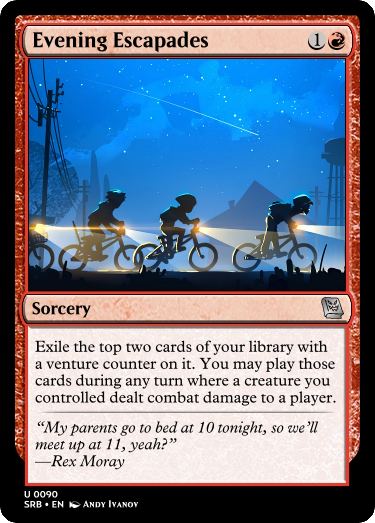 Evening Escapades
1
Sorcery
Exile the top two cards of your library with
a venture counter on it. You may play those
cards during any turn where a creature you
controlled dealt combat damage to a player.
“My parents go to bed at 10 tonight, so we’ll
meet up at 11, yeah?”
—Rex Moray
U 0090
SRB • EN Andy Ivanov